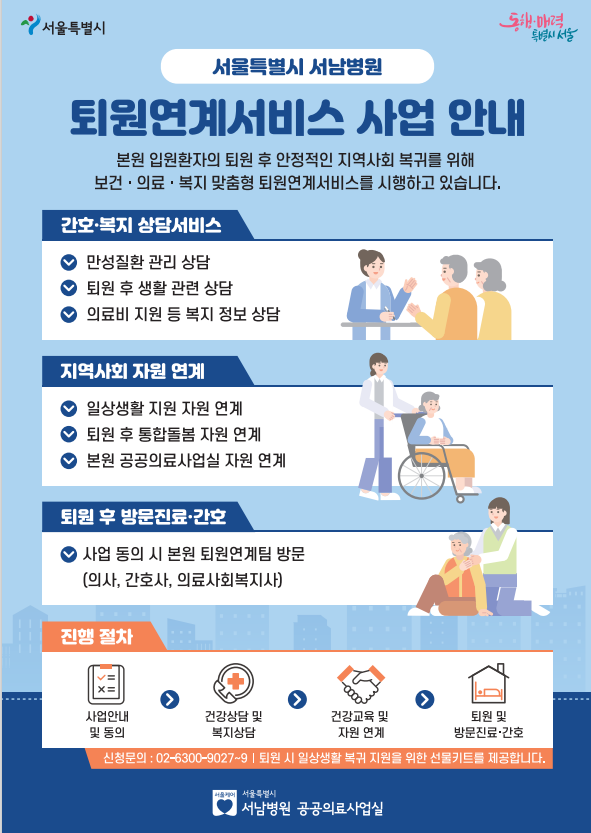 서울특별시
동행·매력
특별시 서울
서울특별시 서남병원
퇴원연계서비스 사업 안내
본원 입원환자의 퇴원 후 안정적인 지역사회 복귀를 위해
보건·의료·복지 맞춤형 퇴원연계서비스를 시행하고 있습니다.
간호·복지 상담서비스
만성질환 관리 상담
퇴원 후 생활 관련 상담
의료비 지원 등 복지 정보 상담
지역사회 자원 연계
일상생활 지원 자원 연계
퇴원 후 통합돌봄 자원 연계
본원 공공의료사업실 자원 연계
퇴원 후 방문진료·간호
사업 동의 시 본원 퇴원연계팀 방문
(의사, 간호사, 의료사회복지사)
진행 절차
사업안내
및 동의
건강상담 및
복지상담
건강교육 및
자원 연계
퇴원 및
방문진료·간호
신청문의 : 02-6300-9027~9 | 퇴원 시 일상생활 복귀 지원을 위한 선물키트를 제공합니다.
서울케어
서울특별시
서남병원 공공의료사업실